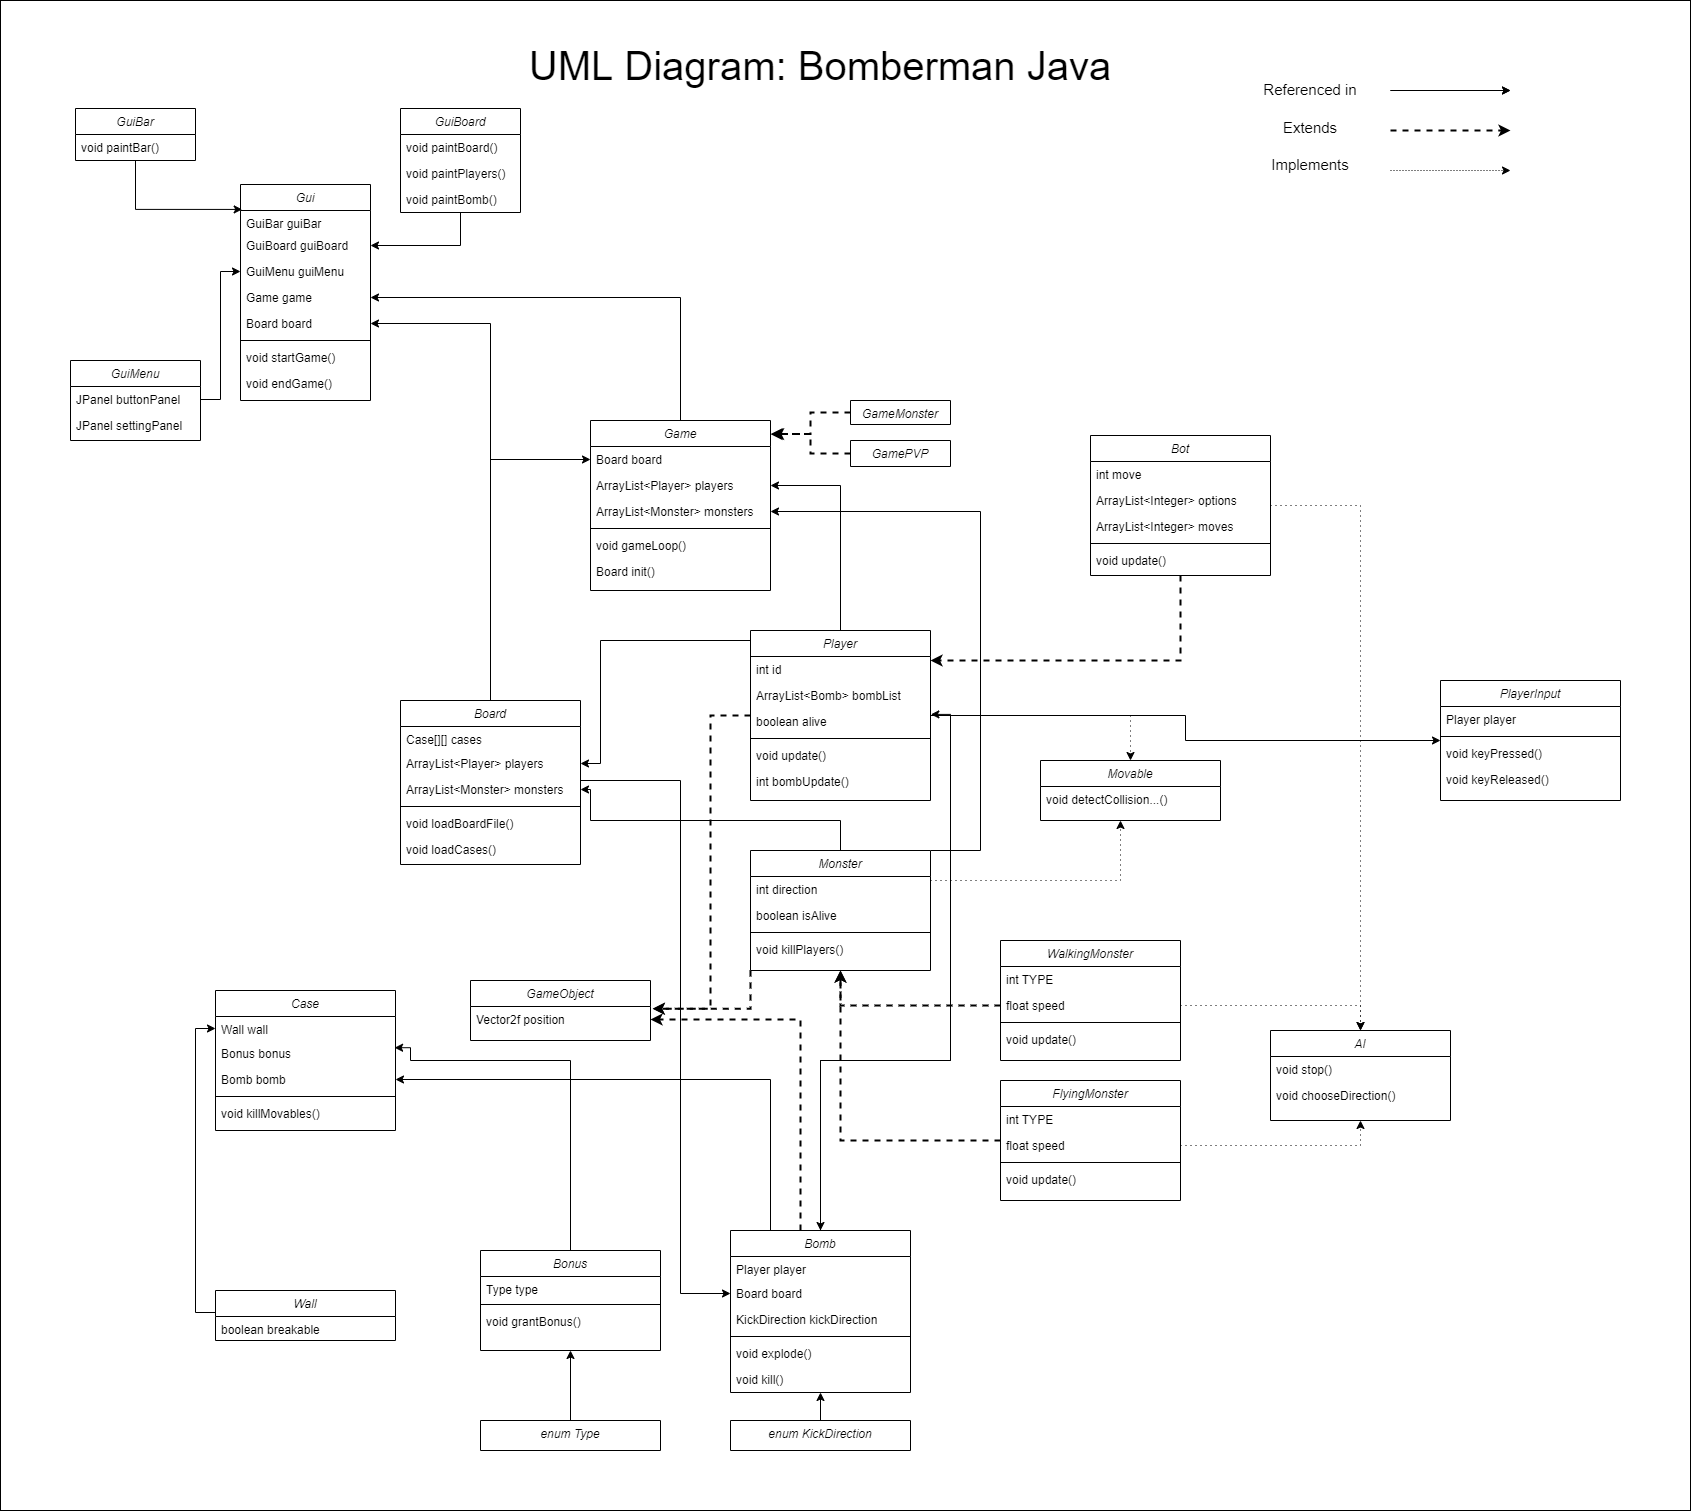 UML Diagram: Bomberman Java
Referenced in
Extends
Implements
GuiBar
void paintBar()
GuiBoard
void paintBoard()
void paintPlayers()
void paintBomb()
Gui
GuiBar guiBar
GuiBoard guiBoard
GuiMenu guiMenu
Game game
Board board
void startGame()
void endGame()
GuiMenu
JPanel buttonPanel
JPanel settingPanel
Game
Board board
ArrayList<Player> players
ArrayList<Monster> monsters
void gameLoop()
Board init()
GameMonster
GamePVP
Bot
int move
ArrayList<Integer> options
ArrayList<Integer> moves
void update()
Player
int id
ArrayList<Bomb> bombList
boolean alive
void update()
int bombUpdate()
PlayerInput
Player player
void keyPressed()
void keyReleased()
Board
Case[][] cases
ArrayList<Player> players
ArrayList<Monster> monsters
void loadBoardFile()
void loadCases()
Movable
void detectCollision...()
Monster
int direction
boolean isAlive
void killPlayers()
WalkingMonster
int TYPE
float speed
void update()
GameObject
Vector2f position
Case
Wall wall
Bonus bonus
Bomb bomb
void killMovables()
AI
void stop()
void chooseDirection()
FlyingMonster
int TYPE
float speed
void update()
Bomb
Player player
Board board
KickDirection kickDirection
void explode()
void kill()
Bonus
Type type
void grantBonus()
Wall
boolean breakable
enum Type
enum KickDirection